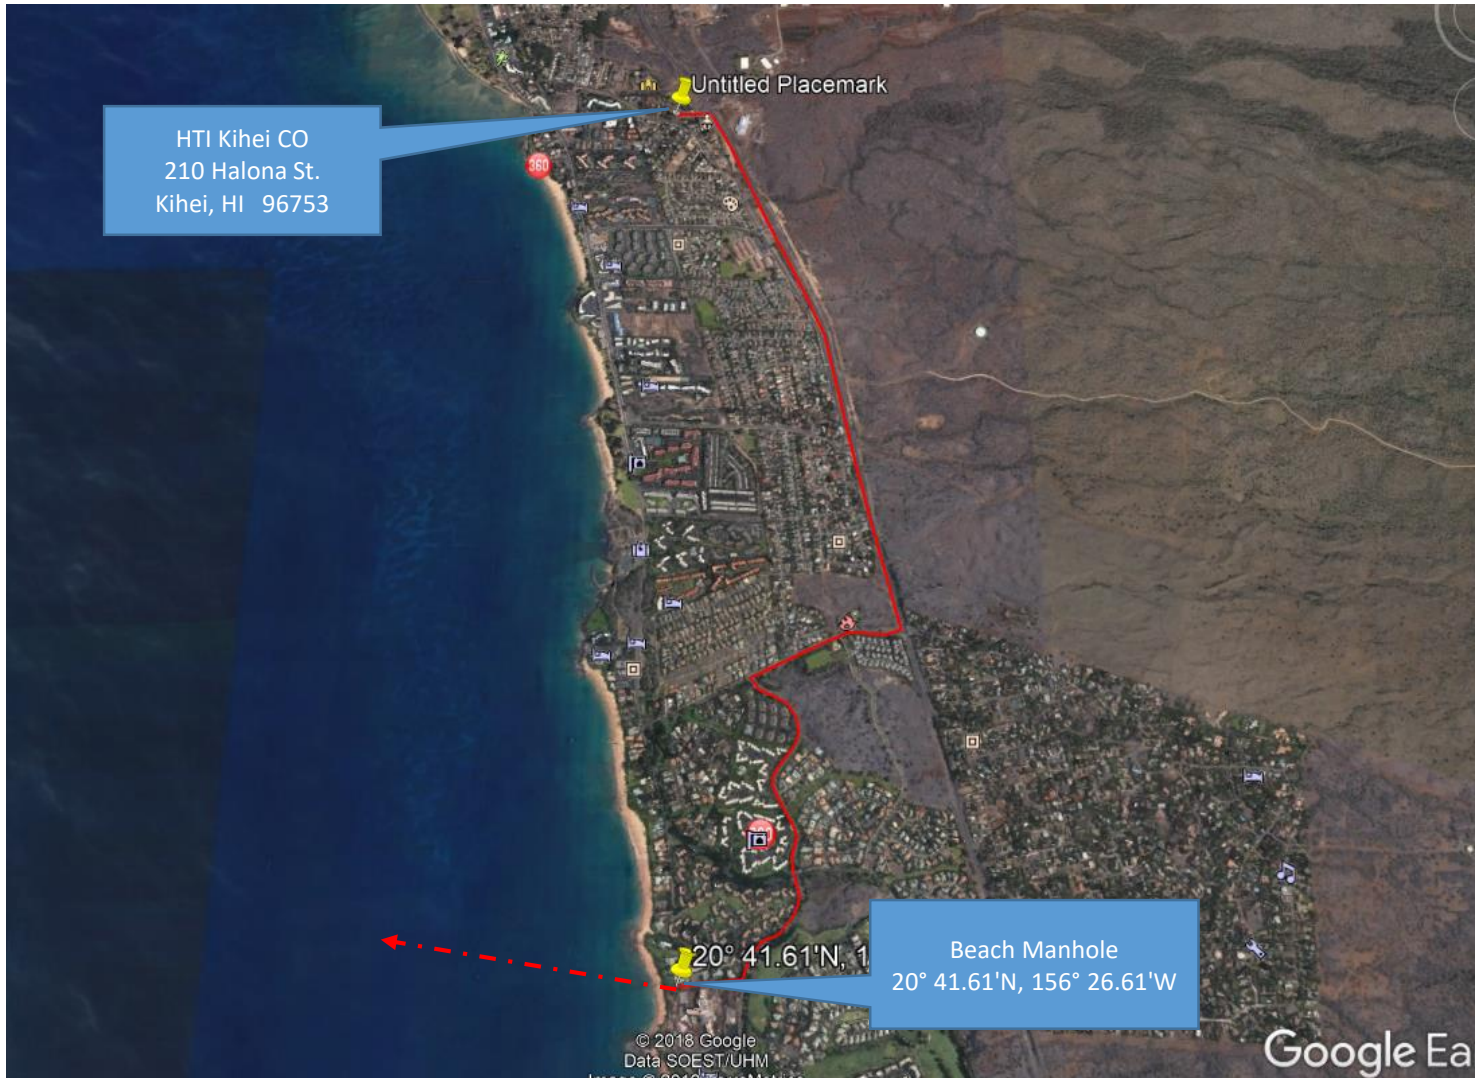 Untitled Placemark
HTI Kihei CO
210 Halona St.
Kihei, HI 96753
360
20° 41.61'N, 1
Beach Manhole
20° 41.61'N, 156° 26.61'W
© 2018 Google
Data SOEST/UHM
Google Ea